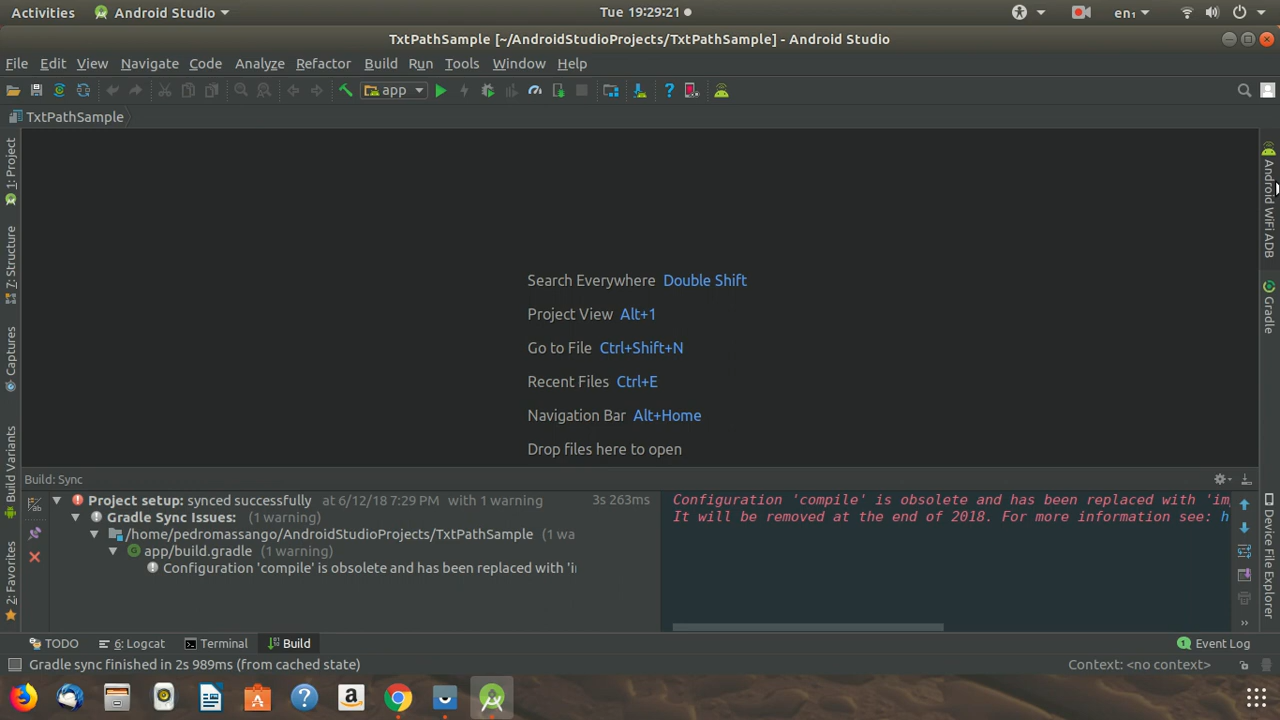 Activities Android Studio Tue 19:29:21 en₁
TxtPathSample [~/AndroidStudioProjects/TxtPathSample] - Android Studio
File Edit View Navigate Code Analyze Refactor Build Run Tools Window Help
app
TxtPathSample
1: Project
7: Structure
Captures
Build Variants
2: Favorites
Search Everywhere Double Shift
Project View Alt+1
Go to File Ctrl+Shift+N
Recent Files Ctrl+E
Navigation Bar Alt+Home
Drop files here to open
Android WiFi ADB
Gradle
Device File Explorer
Build: Sync
Project setup: synced successfully at 6/12/18 7:29 PM with 1 warning 3s 263ms
Gradle Sync Issues: (1 warning)
/home/pedromassango/AndroidStudioProjects/TxtPathSample (1 wa
app/build.gradle (1 warning)
Configuration 'compile' is obsolete and has been replaced with 'i
Configuration 'compile' is obsolete and has been replaced with 'im
It will be removed at the end of 2018. For more information see: h
TODO 6: Logcat Terminal Build 1 Event Log
Gradle sync finished in 2s 989ms (from cached state) Context: <no context>